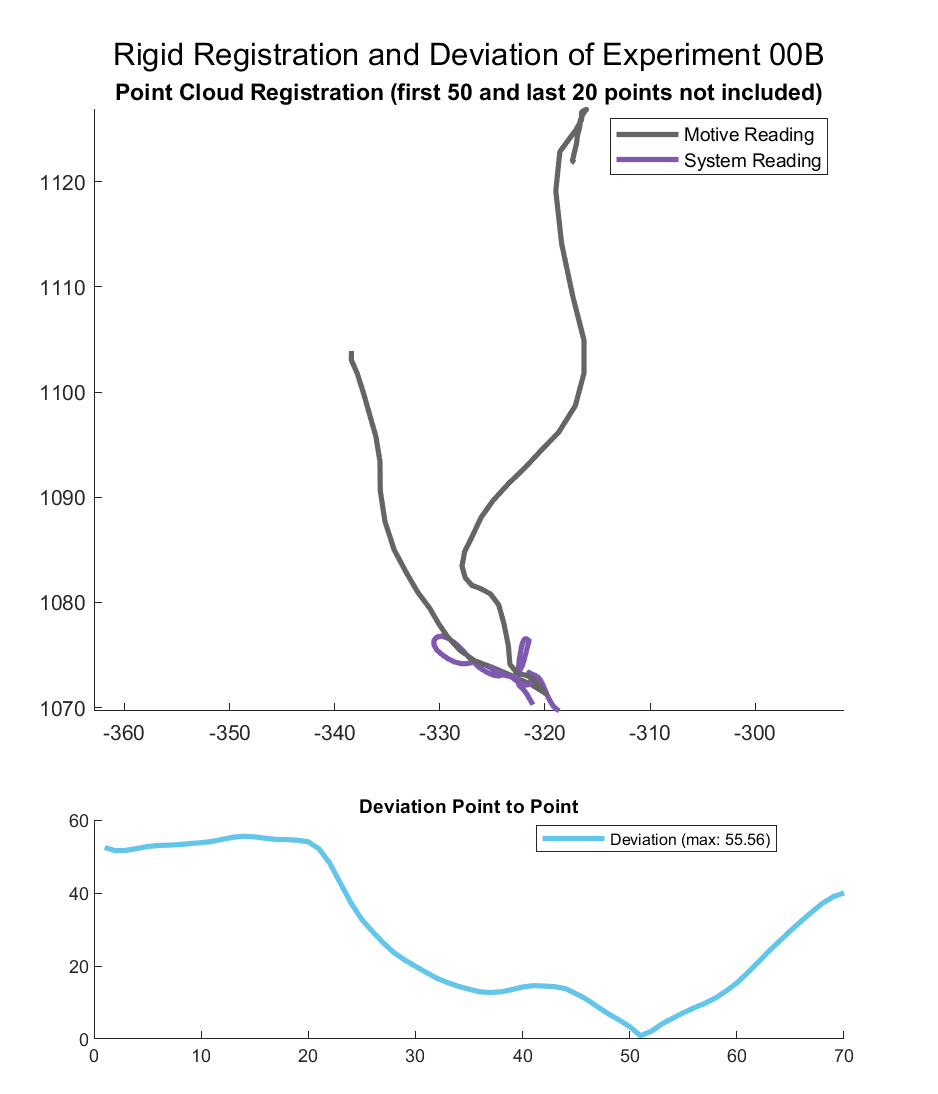 Rigid Registration and Deviation of Experiment 00B
Point Cloud Registration (first 50 and last 20 points not included)
Motive Reading
System Reading
1120
1110
1100
1090
1080
1070
-360 -350 -340 -330 -320 -310 -300
Deviation Point to Point
Deviation (max: 55.56)
60
40
20
0
0 10 20 30 40 50 60 70